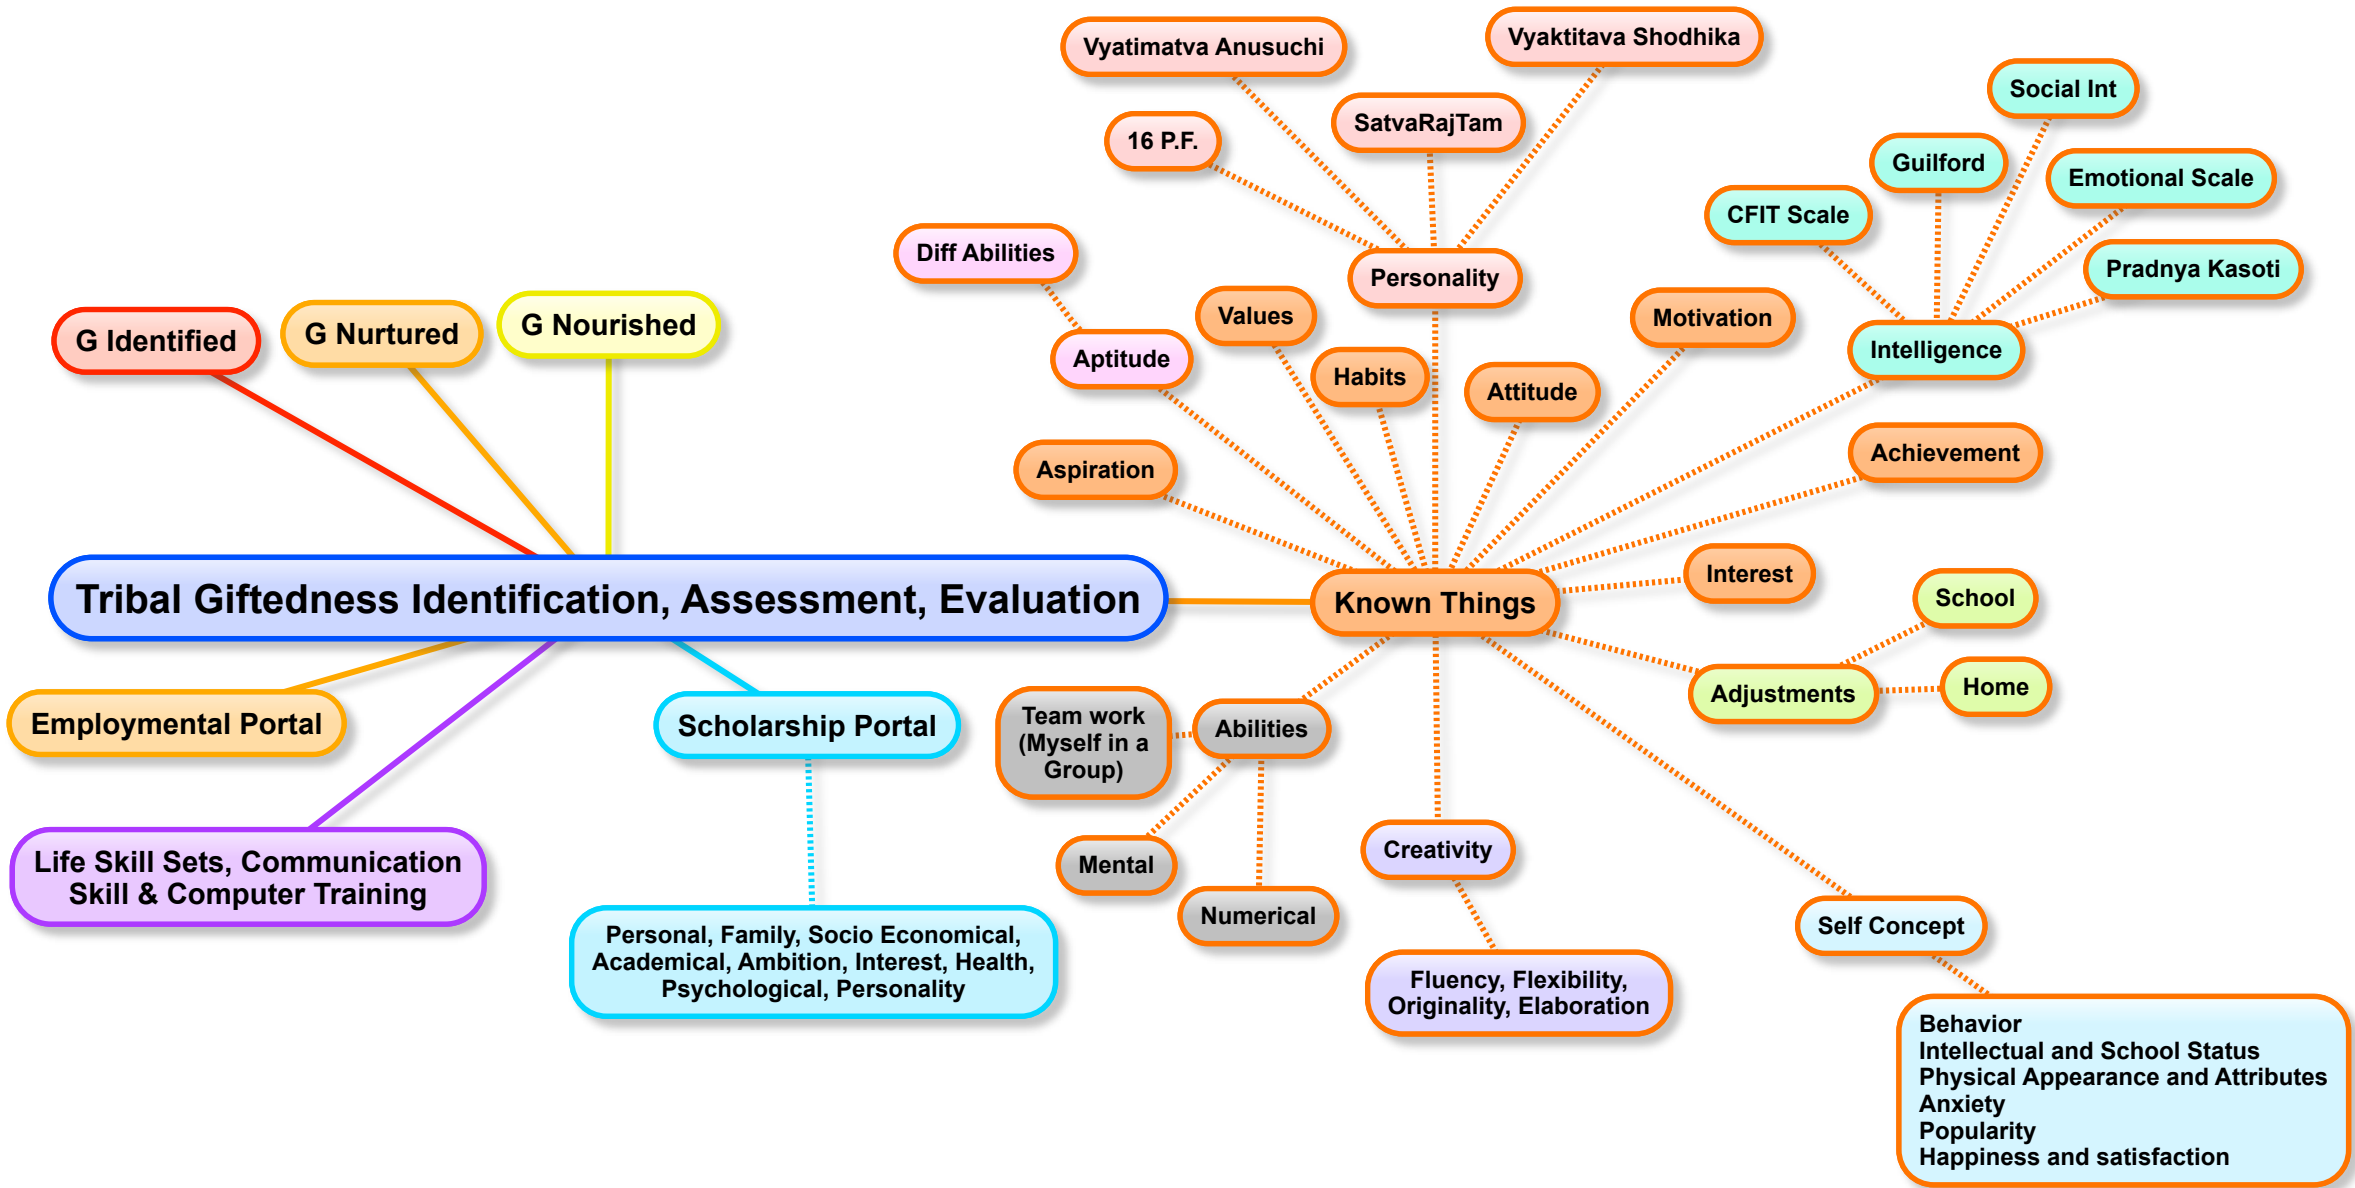 Vyatimatva Anusuchi
Vyaktitava Shodhika
Social Int
16 P.F.
SatvaRajTam
Guilford
Emotional Scale
CFIT Scale
Diff Abilities
Personality
Pradnya Kasoti
G Identified
G Nurtured
G Nourished
Values
Motivation
Aptitude
Habits
Attitude
Intelligence
Aspiration
Achievement
Tribal Giftedness Identification, Assessment, Evaluation
Known Things
Interest
School
Adjustments
Home
Employmental Portal
Scholarship Portal
Team work
(Myself in a
Group)
Abilities
Life Skill Sets, Communication
Skill & Computer Training
Mental
Creativity
Numerical
Self Concept
Personal, Family, Socio Economical,
Academical, Ambition, Interest, Health,
Psychological, Personality
Fluency, Flexibility,
Originality, Elaboration
Behavior
Intellectual and School Status
Physical Appearance and Attributes
Anxiety
Popularity
Happiness and satisfaction